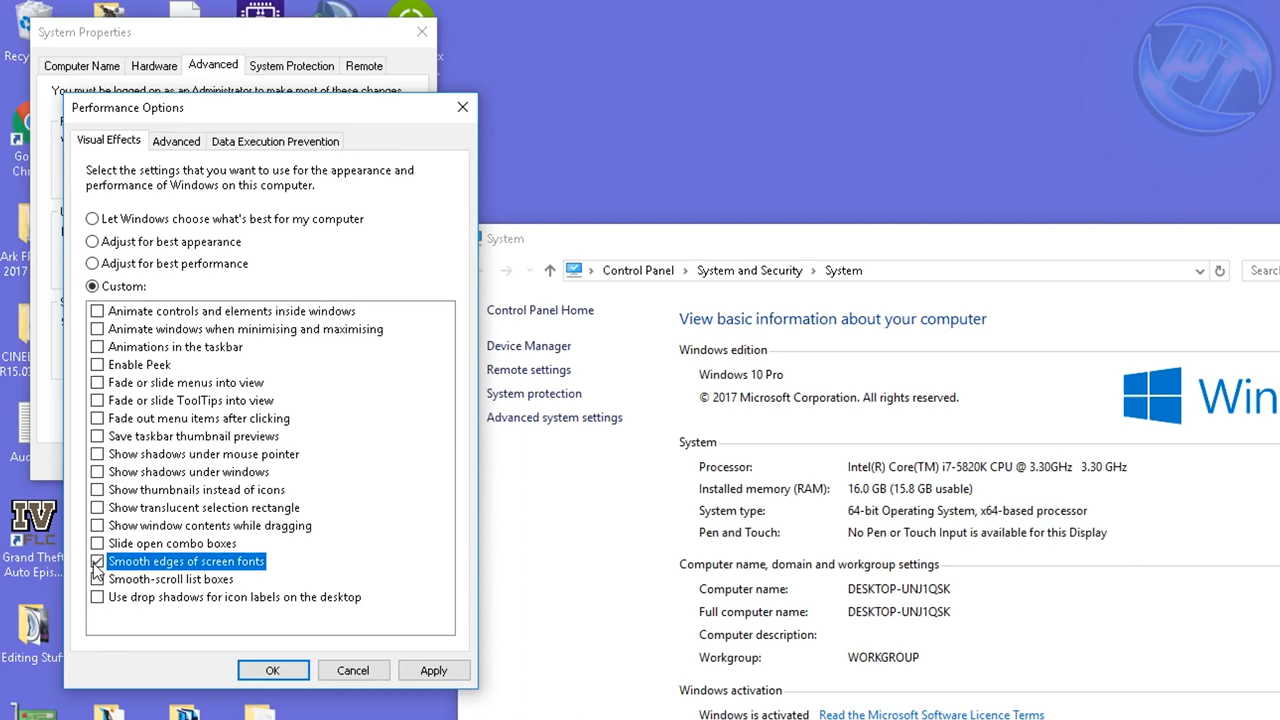 Recy
System Properties
Computer Name
Hardware
Advanced
System Protection
Remote
You must be logged on as an Administrator to make most of these changes.
Performance Options
Visual Effects
Advanced
Data Execution Prevention
Select the settings that you want to use for the appearance and
performance of Windows on this computer.
Let Windows choose what's best for my computer
Adjust for best appearance
Adjust for best performance
Custom:
Animate controls and elements inside windows
Animate windows when minimising and maximising
Animations in the taskbar
Enable Peek
Fade or slide menus into view
Fade or slide ToolTips into view
Fade out menu items after clicking
Save taskbar thumbnail previews
Show shadows under mouse pointer
Show shadows under windows
Show thumbnails instead of icons
Show translucent selection rectangle
Show window contents while dragging
Slide open combo boxes
Smooth edges of screen fonts
Smooth-scroll list boxes
Use drop shadows for icon labels on the desktop
OK
Cancel
Apply
Go
Chr
Ark F
2017
CINEB
R15.03
Auc
IV
FLC
Grand Theft
Auto Epis...
Editing Stuf
PT
System
Control Panel
System and Security
System
Searc
Control Panel Home
Device Manager
Remote settings
System protection
Advanced system settings
View basic information about your computer
Windows edition
Windows 10 Pro
© 2017 Microsoft Corporation. All rights reserved.
Win
System
Processor: Intel(R) Core(TM) i7-5820K CPU @ 3.30GHz 3.30 GHz
Installed memory (RAM): 16.0 GB (15.8 GB usable)
System type: 64-bit Operating System, x64-based processor
Pen and Touch: No Pen or Touch Input is available for this Display
Computer name, domain and workgroup settings
Computer name: DESKTOP-UNJ1QSK
Full computer name: DESKTOP-UNJ1QSK
Computer description:
Workgroup: WORKGROUP
Windows activation
Windows is activated Read the Microsoft Software Licence Terms